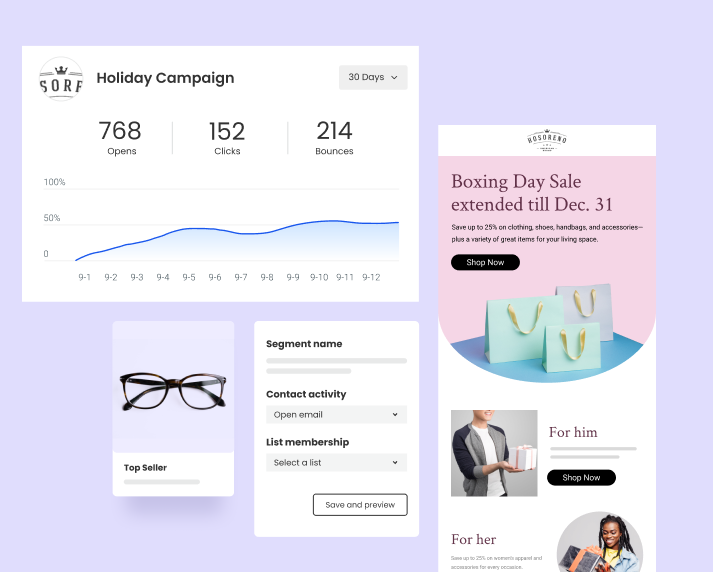 SORF
Holiday Campaign
30 Days
768
152
214
Opens
Clicks
Bounces
100%
50%
0
9-1 9-2 9-3 9-4 9-5 9-6 9-7 9-8 9-9 9-10 9-11 9-12
Top Seller
Segment name
Contact activity
Open email
List membership
Select a list
Save and preview
ROSORENO
Boxing Day Sale
extended till Dec. 31
Save up to 25% on clothing, shoes, handbags, and accessories—
plus a variety of great items for your living space.
Shop Now
For him
Shop Now
For her
Save up to 25% on women's apparel and
accessories for every occasion.